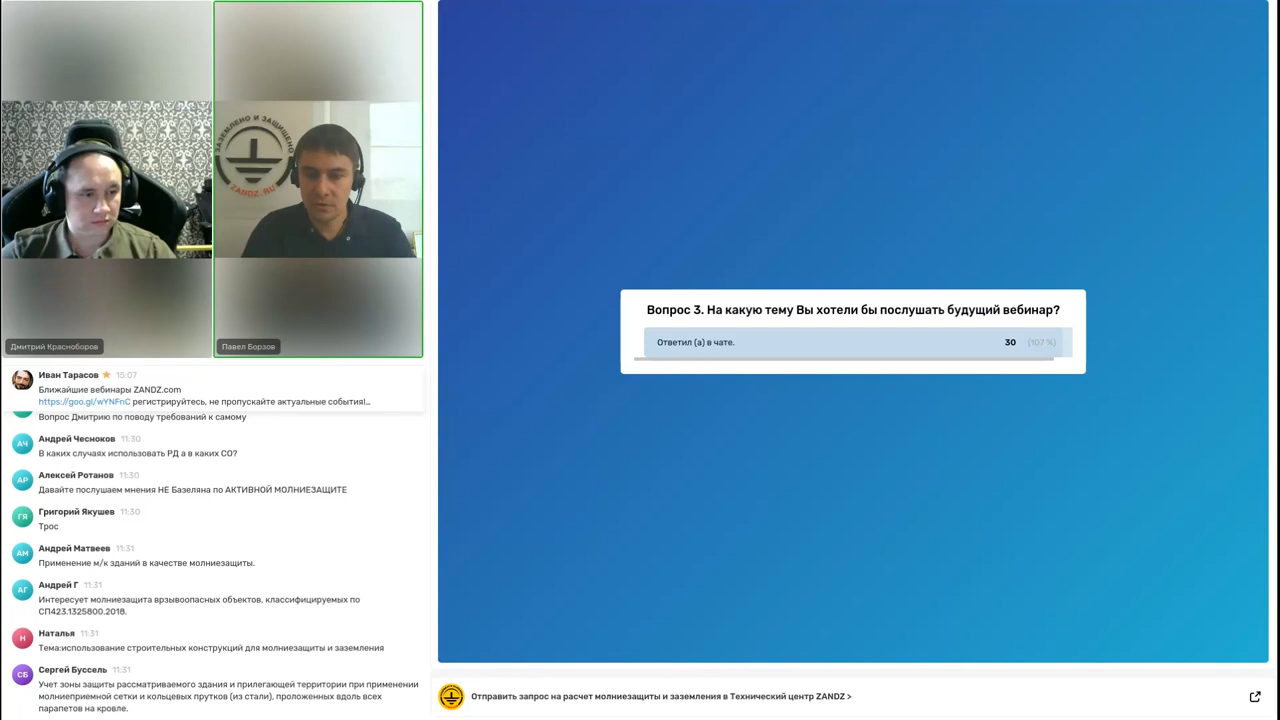 ЗАЗЕМЛЕНО И ЗАЩИЩЕНО
ZANDZ.RU
Дмитрий Красноборов
Павел Борзов
Иван Тарасов 15:07
Ближайшие вебинары ZANDZ.com
https://goo.gl/wYNFnC регистрируйтесь, не пропускайте актуальные события!...
Вопрос Дмитрию по поводу требований к самому
АЧ
Андрей Чесноков 11:30
В каких случаях использовать РД а в каких СО?
АР
Алексей Ротанов 11:30
Давайте послушаем мнения НЕ Базеляна по АКТИВНОЙ МОЛНИЕЗАЩИТЕ
ГЯ
Григорий Якушев 11:30
Трос
АМ
Андрей Матвеев 11:31
Применение м/к зданий в качестве молниезащиты.
АГ
Андрей Г 11:31
Интересует молниезащита врзывоопасных объектов, классифицируемых по
СП423.1325800.2018.
Н
Наталья 11:31
Тема:использование строительных конструкций для молниезащиты и заземления
СБ
Сергей Буссель 11:31
Учет зоны защиты рассматриваемого здания и прилегающей территории при применении
молниеприемной сетки и кольцевых прутков (из стали), проложенных вдоль всех
парапетов на кровле.
Вопрос 3. На какую тему Вы хотели бы послушать будущий вебинар?
Ответил (а) в чате. 30 (107 %)
Отправить запрос на расчет молниезащиты и заземления в Технический центр ZANDZ >